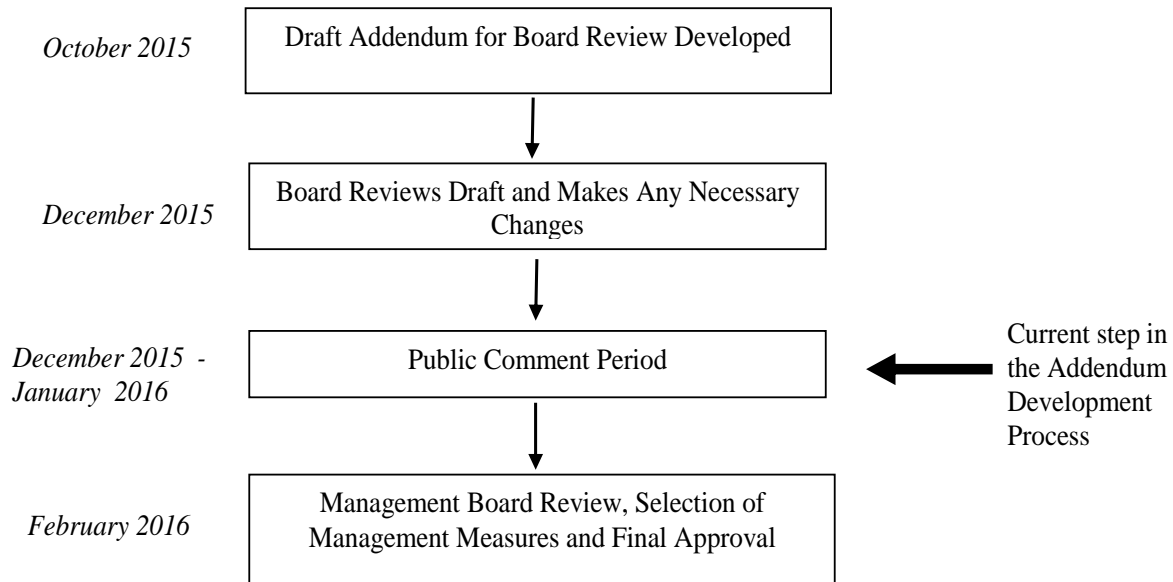 October 2015
Draft Addendum for Board Review Developed
December 2015
Board Reviews Draft and Makes Any Necessary
Changes
December 2015 -
January 2016
Public Comment Period
Current step in
the Addendum
Development
Process
February 2016
Management Board Review, Selection of
Management Measures and Final Approval